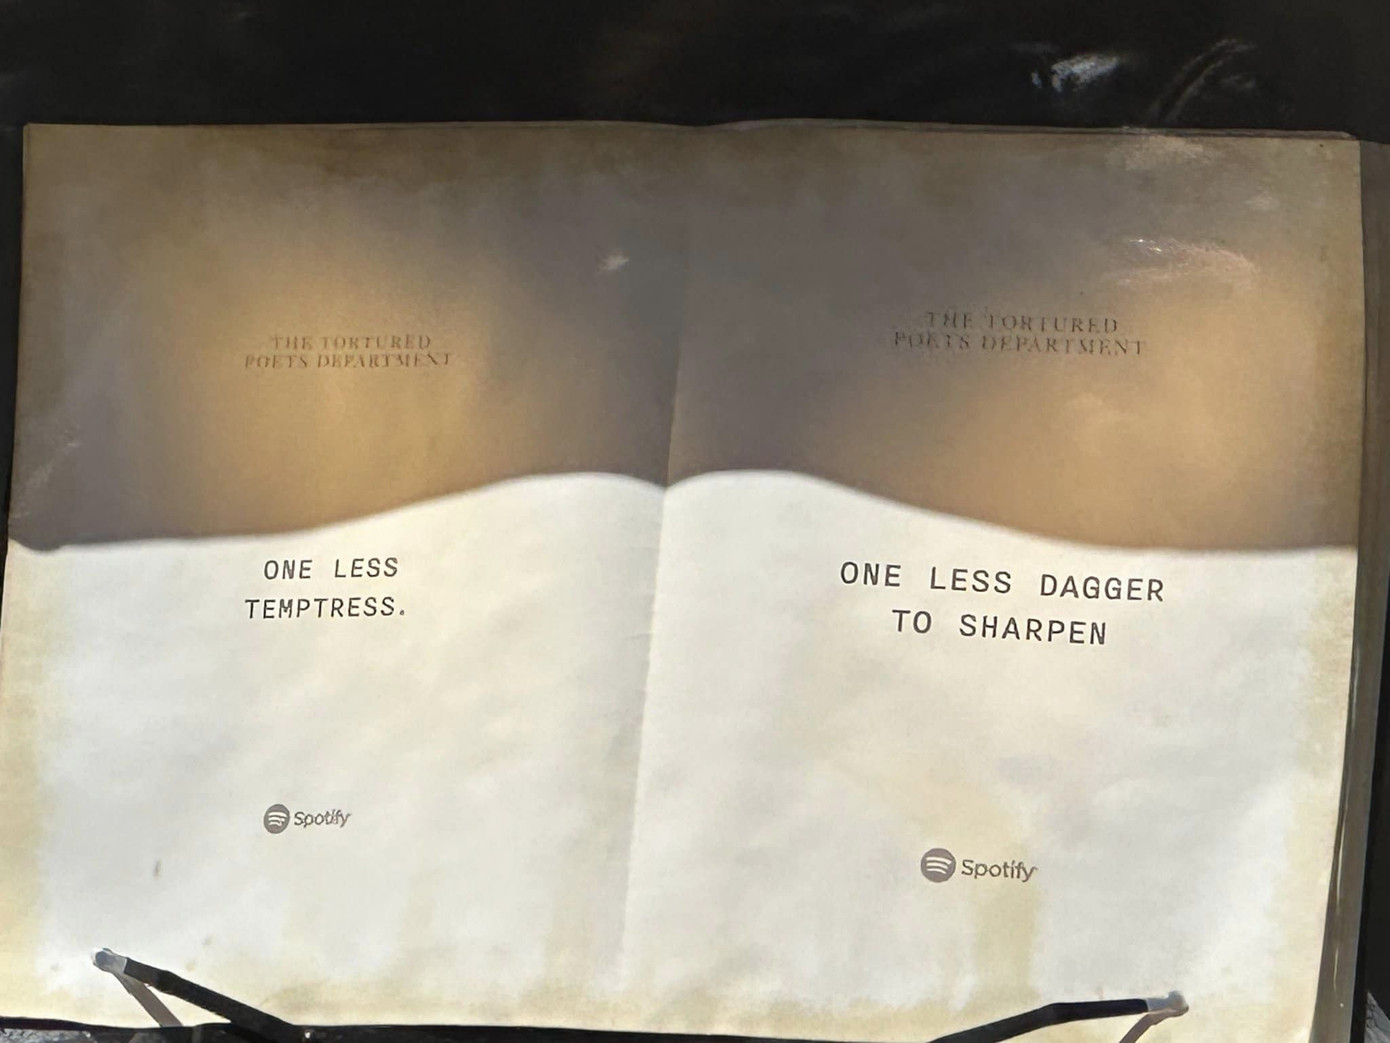 THE TORTURED
POETS DEPARTMENT
ONE LESS
TEMPTRESS.
Spotify
THE TORTURED
POETS DEPARTMENT
ONE LESS DAGGER
TO SHARPEN
Spotify